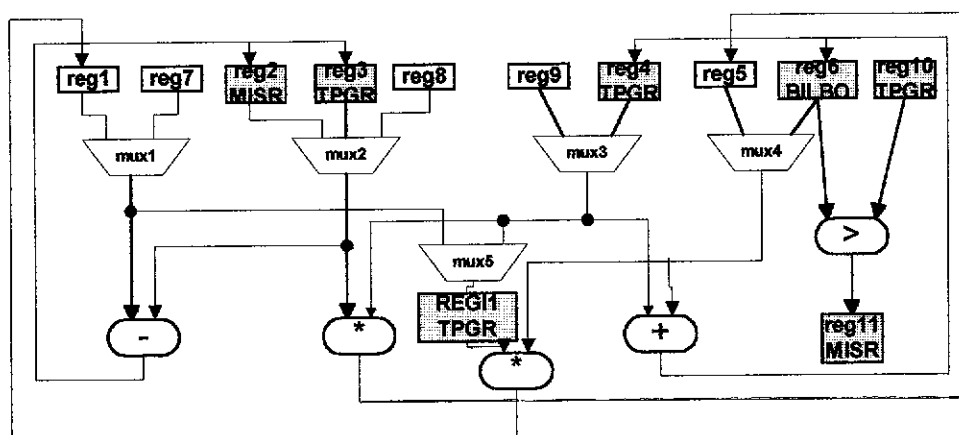 reg1 reg7 reg2 reg3 reg8 reg9 reg4 reg5 reg6 reg10
MISR TPGR TPGR BILBO TPGR
mux1 mux2 mux3 mux4
>
mux5
REGI1
TPGR
- * + reg11
MISR
*